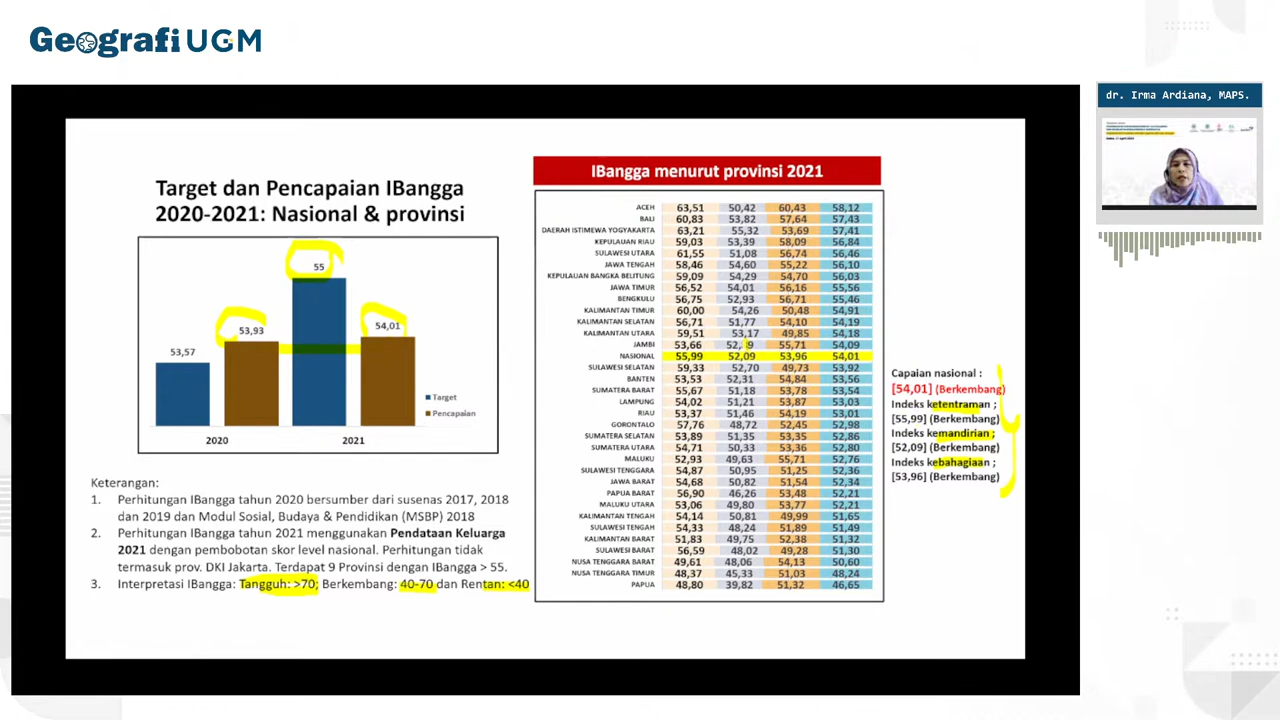 Geografi UGM
dr. Irma Ardiana, MAPS.
Target dan Pencapaian IBangga
2020-2021: Nasional & provinsi
55
53,93
54,01
53,57
Target
Pencapaian
2020 2021
Keterangan:
1. Perhitungan IBangga tahun 2020 bersumber dari susenas 2017, 2018
dan 2019 dan Modul Sosial, Budaya & Pendidikan (MSBP) 2018
2. Perhitungan IBangga tahun 2021 menggunakan Pendataan Keluarga
2021 dengan pembobotan skor level nasional. Perhitungan tidak
termasuk prov. DKI Jakarta. Terdapat 9 Provinsi dengan IBangga > 55.
3. Interpretasi IBangga: Tangguh: >70; Berkembang: 40-70 dan Rentan: <40
IBangga menurut provinsi 2021
ACEH 63,51 50,42 60,43 58,12
BALI 60,83 53,82 57,64 57,43
DAERAH ISTIMEWA YOGYAKARTA 63,21 55,32 53,69 57,41
KEPULAUAN RIAU 59,03 53,39 58,09 56,84
SULAWESI UTARA 61,55 51,08 56,74 56,46
JAWA TENGAH 58,46 54,60 55,22 56,10
KEPULAUAN BANGKA BELITUNG 59,09 54,29 54,70 56,03
JAWA TIMUR 56,52 54,01 56,16 55,56
BENGKULU 56,75 52,93 56,71 55,46
KALIMANTAN TIMUR 60,00 54,26 50,48 54,91
KALIMANTAN SELATAN 56,71 51,77 54,10 54,19
KALIMANTAN UTARA 59,51 53,17 49,85 54,18
JAMBI 53,66 55,71 54,09
NASIONAL 55,99 52,09 53,96 54,01
SULAWESI SELATAN 59,33 52,70 49,73 53,92
BANTEN 53,53 52,31 54,84 53,56
SUMATERA BARAT 55,67 51,18 53,78 53,54
LAMPUNG 54,02 51,21 53,87 53,03
RIAU 53,37 51,46 54,19 53,01
GORONTALO 57,76 48,72 52,45 52,98
SUMATERA SELATAN 53,89 51,35 53,35 52,86
SUMATERA UTARA 54,71 50,33 53,36 52,80
MALUKU 52,93 49,63 55,71 52,76
SULAWESI TENGGARA 54,87 50,95 51,25 52,36
JAWA BARAT 54,68 50,82 51,54 52,34
PAPUA BARAT 56,90 46,26 53,48 52,21
MALUKU UTARA 53,06 49,80 53,77 52,21
KALIMANTAN TENGAH 54,14 50,81 49,99 51,65
SULAWESI TENGAH 54,33 48,24 51,89 51,49
KALIMANTAN BARAT 51,83 49,75 52,38 51,32
SULAWESI BARAT 56,59 48,02 49,28 51,30
NUSA TENGGARA BARAT 49,61 48,06 54,13 50,60
NUSA TENGGARA TIMUR 48,37 45,33 51,03 48,24
PAPUA 48,80 39,82 51,32 46,65
Capaian nasional :
[54,01] (Berkembang)
Indeks ketentraman ;
[55,99] (Berkembang)
Indeks kemandirian ;
[52,09] (Berkembang)
Indeks kebahagiaan ;
[53,96] (Berkembang)